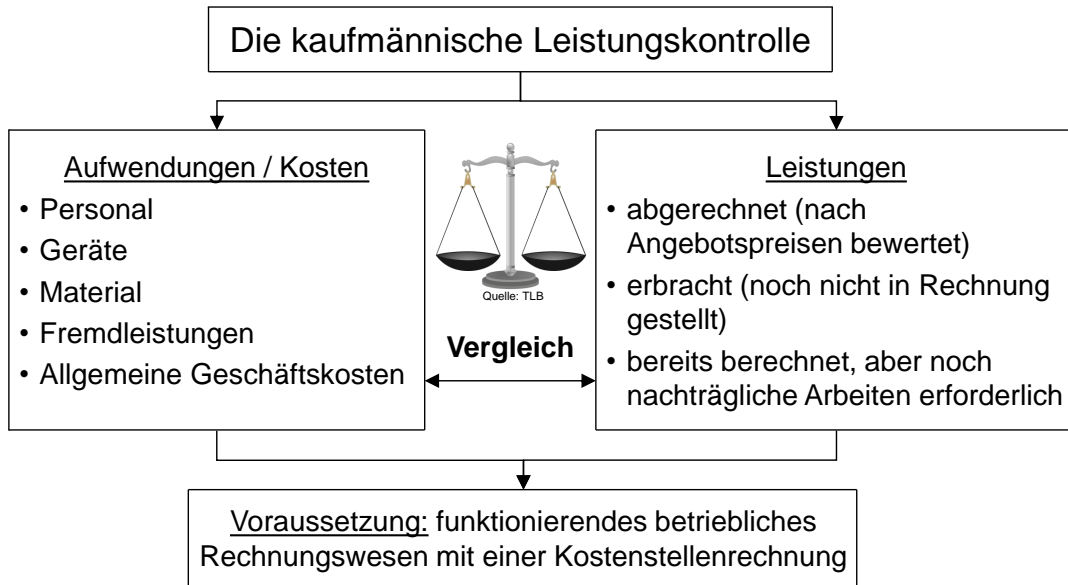 Die kaufmännische Leistungskontrolle
Aufwendungen / Kosten
• Personal
• Geräte
• Material
• Fremdleistungen
• Allgemeine Geschäftskosten
Quelle: TLB
Vergleich
Leistungen
• abgerechnet (nach
Angebotspreisen bewertet)
• erbracht (noch nicht in Rechnung
gestellt)
• bereits berechnet, aber noch
nachträgliche Arbeiten erforderlich
Voraussetzung: funktionierendes betriebliches
Rechnungswesen mit einer Kostenstellenrechnung